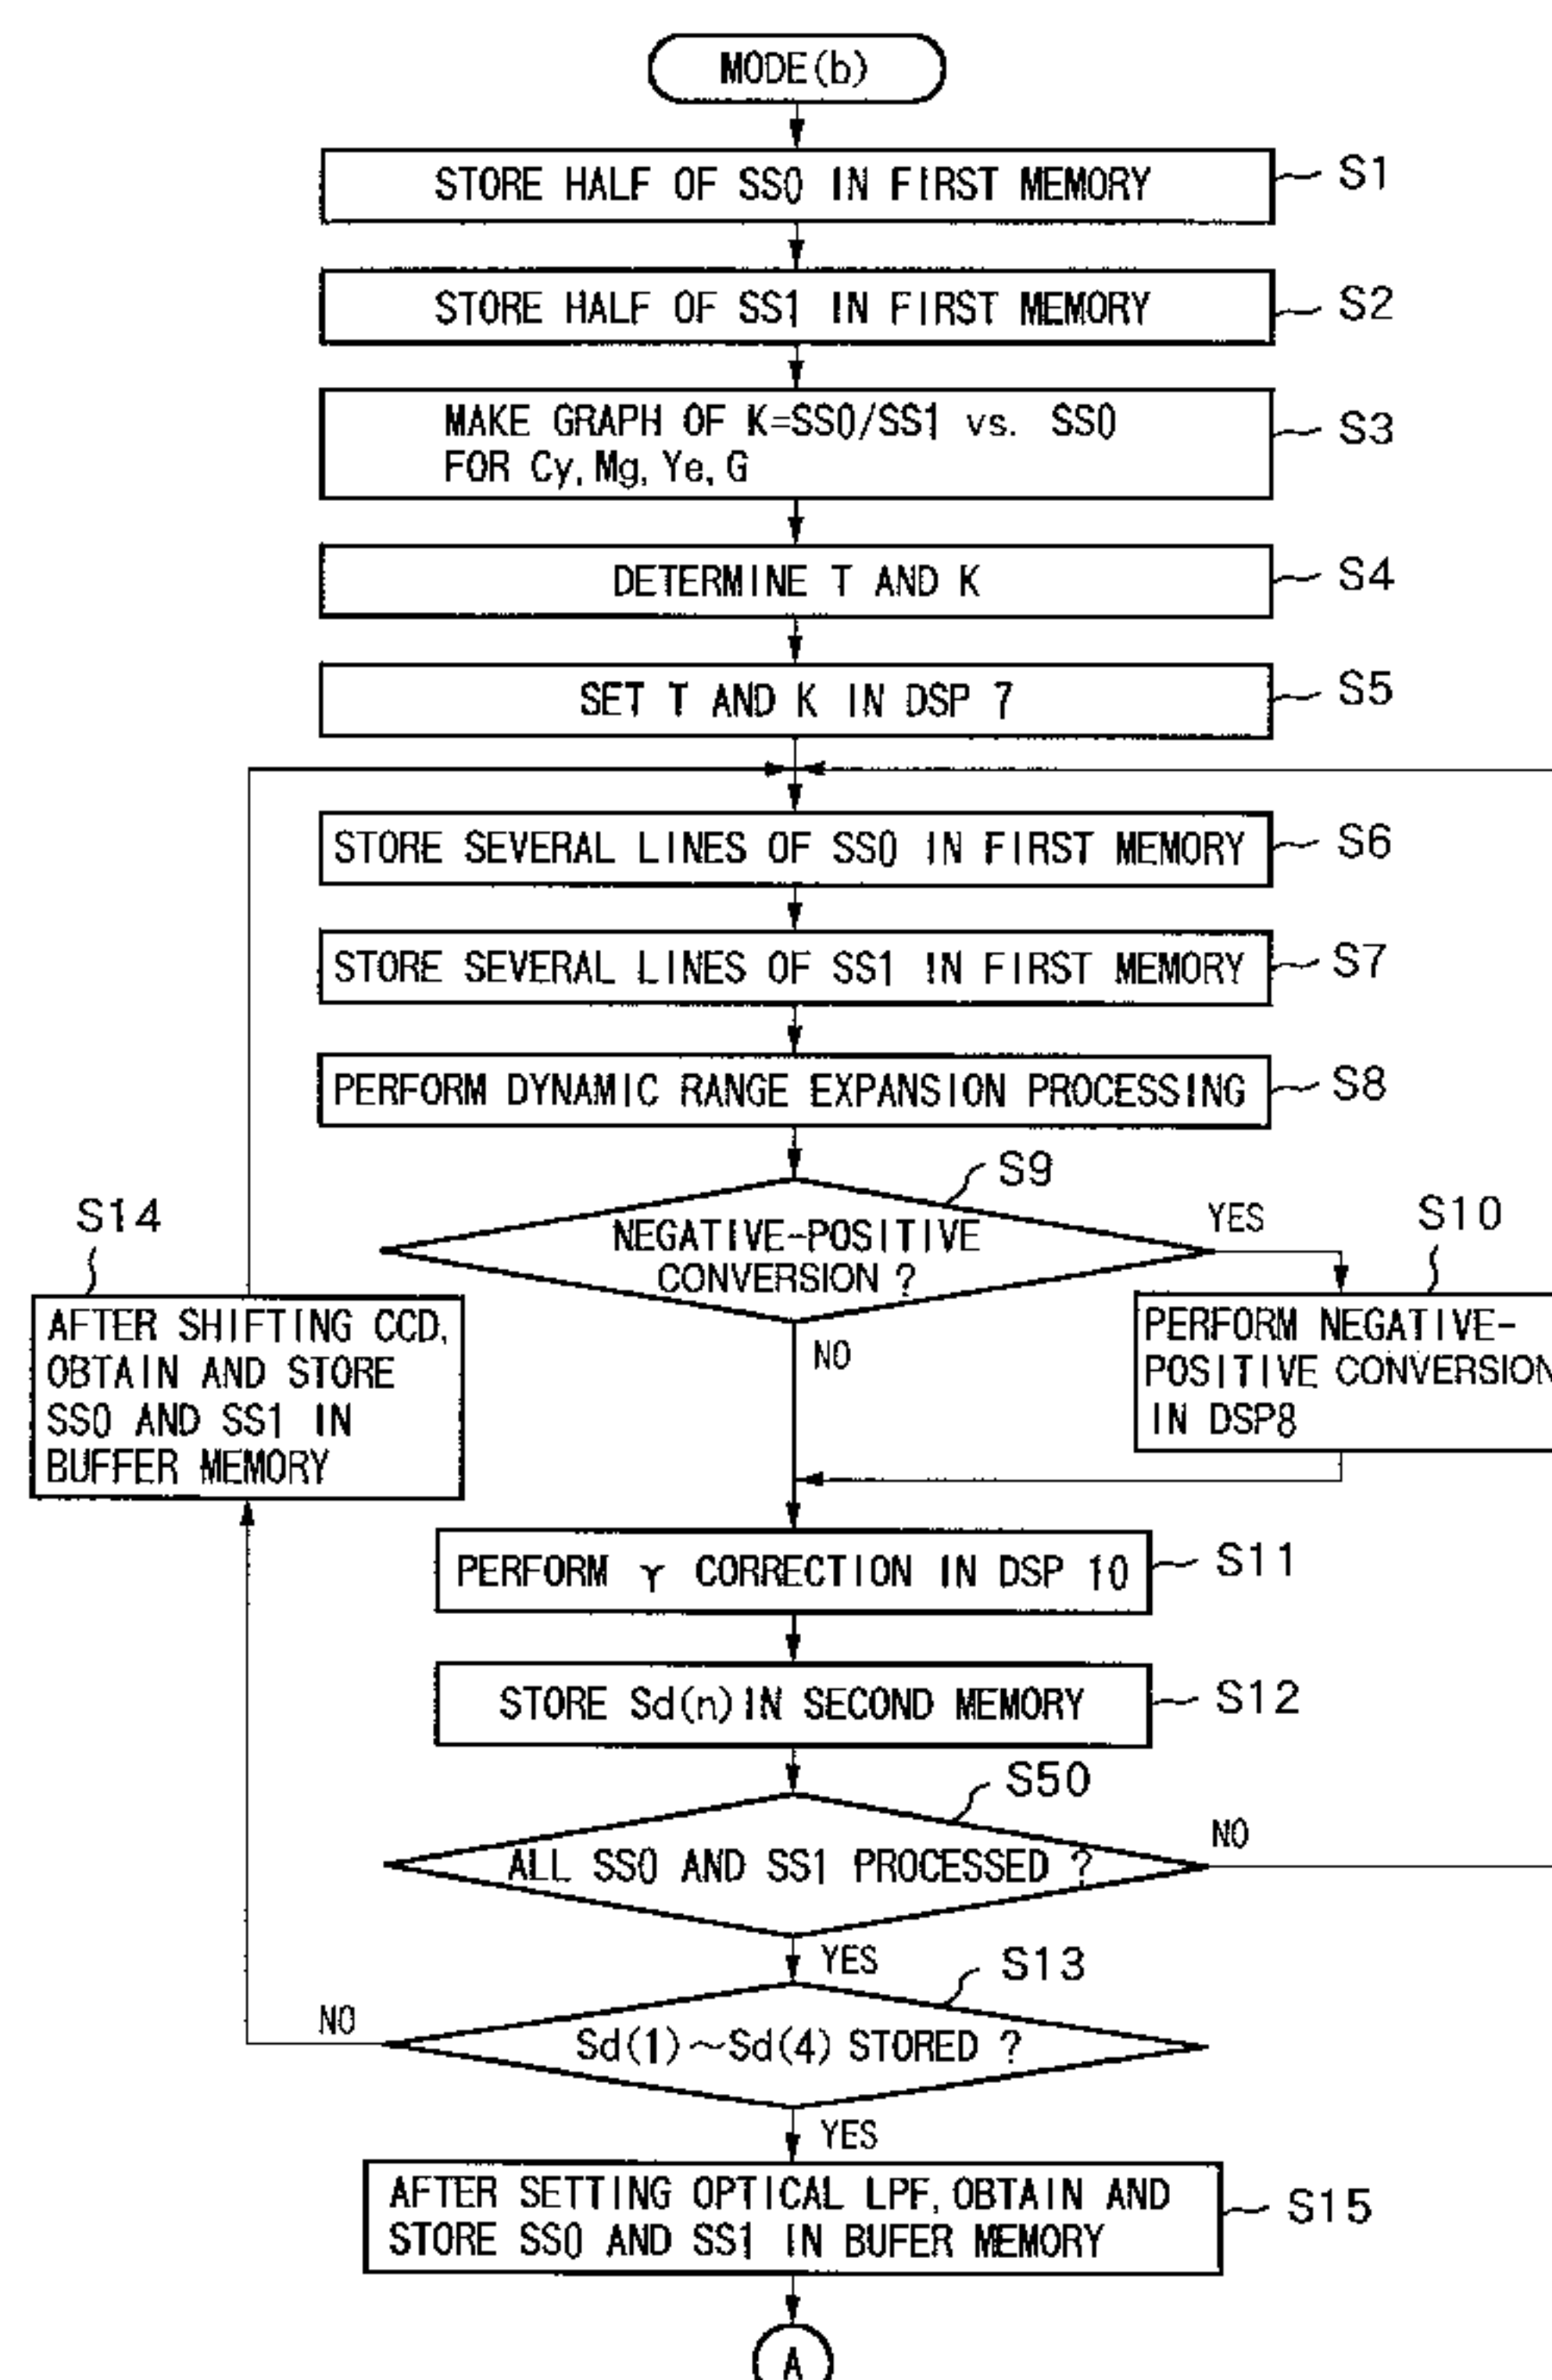 MODE(b)
STORE HALF OF SS0 IN FIRST MEMORY
S1
STORE HALF OF SS1 IN FIRST MEMORY
S2
MAKE GRAPH OF K=SS0/SS1 vs. SS0
FOR Cy, Mg, Ye, G
S3
DETERMINE T AND K
S4
SET T AND K IN DSP 7
S5
STORE SEVERAL LINES OF SS0 IN FIRST MEMORY
S6
STORE SEVERAL LINES OF SS1 IN FIRST MEMORY
S7
PERFORM DYNAMIC RANGE EXPANSION PROCESSING
S8
S9
NEGATIVE-POSITIVE
CONVERSION ?
YES
NO
S10
PERFORM NEGATIVE-
POSITIVE CONVERSION
IN DSP8
S14
AFTER SHIFTING CCD,
OBTAIN AND STORE
SS0 AND SS1 IN
BUFFER MEMORY
PERFORM γ CORRECTION IN DSP 10
S11
STORE Sd(n) IN SECOND MEMORY
S12
S50
ALL SS0 AND SS1 PROCESSED ?
NO
YES
S13
Sd(1)~Sd(4) STORED ?
NO
YES
AFTER SETTING OPTICAL LPF, OBTAIN AND
STORE SS0 AND SS1 IN BUFER MEMORY
S15
A